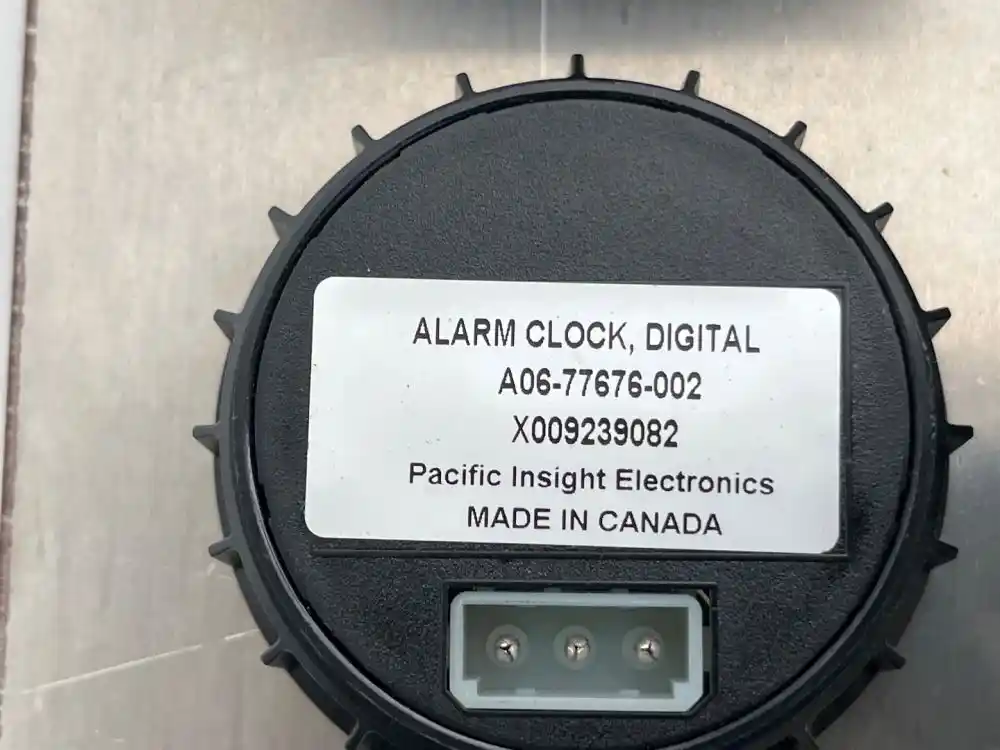 ALARM CLOCK, DIGITAL
A06-77676-002
X009239082
Pacific Insight Electronics
MADE IN CANADA